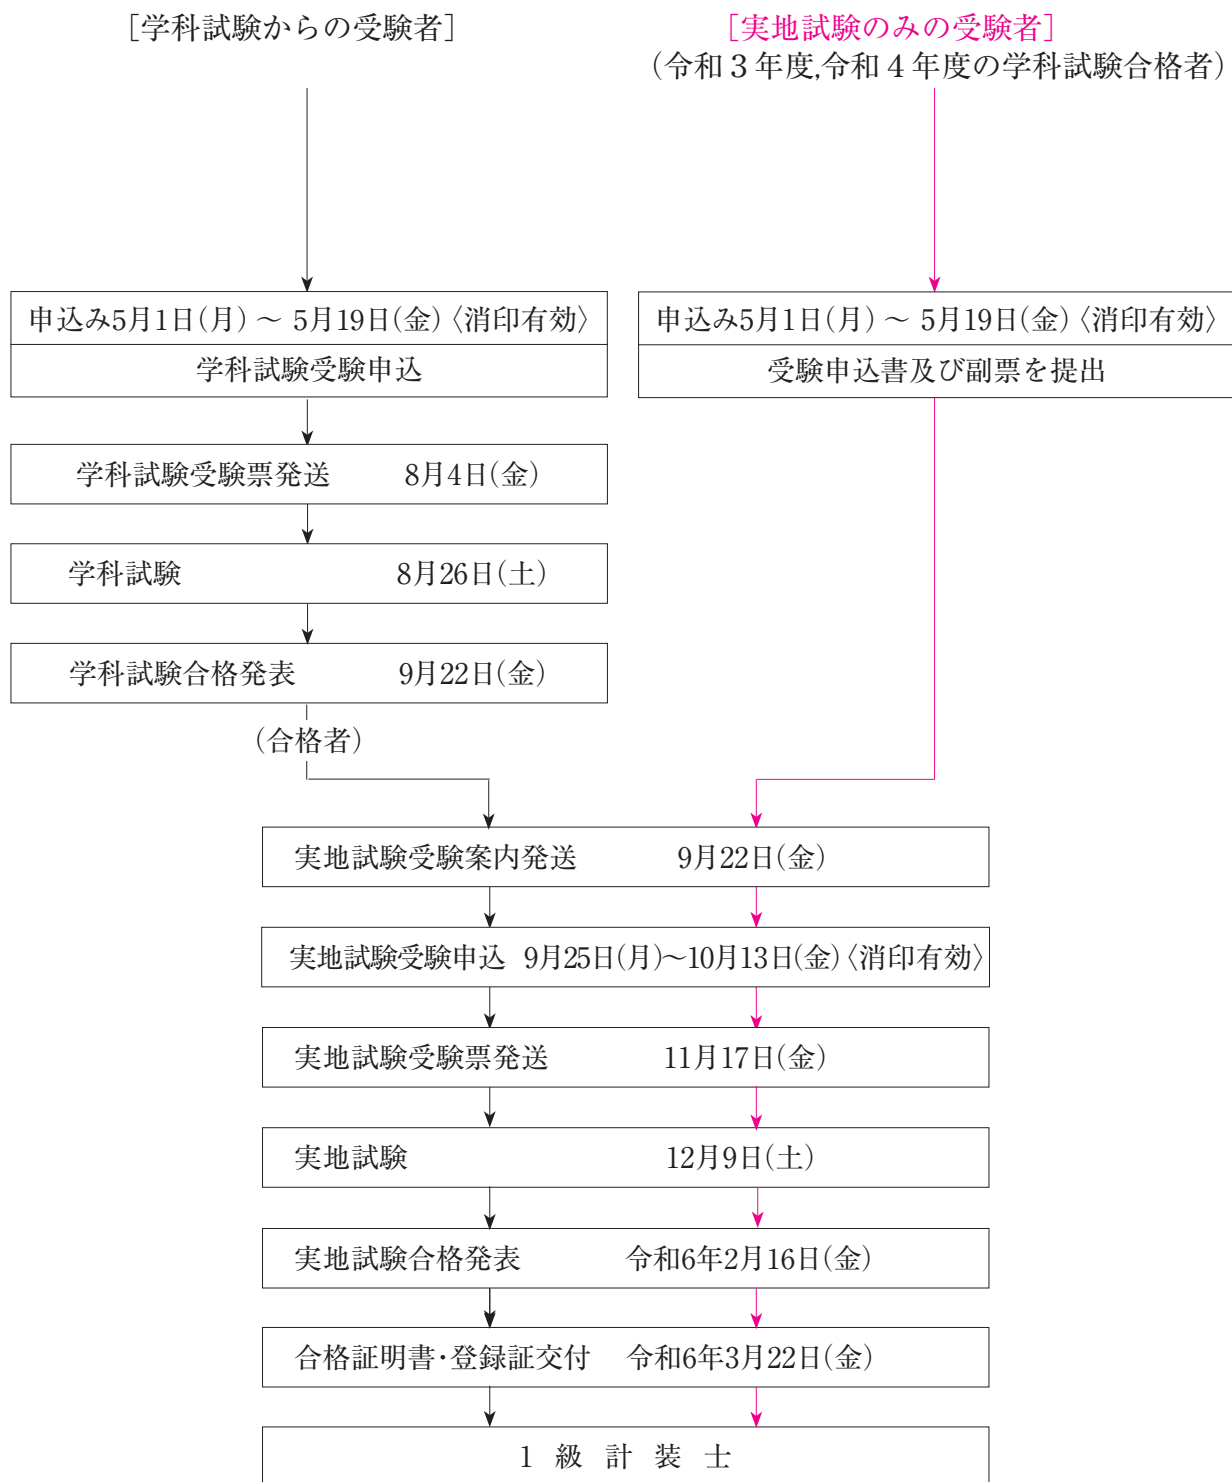 ［学科試験からの受験者］
［実地試験のみの受験者］
（令和３年度,令和４年度の学科試験合格者）
申込み5月1日(月) ～ 5月19日(金)〈消印有効〉
学科試験受験申込
申込み5月1日(月) ～ 5月19日(金)〈消印有効〉
受験申込書及び副票を提出
学科試験受験票発送 8月4日(金)
学科試験 8月26日(土)
学科試験合格発表 9月22日(金)
(合格者)
実地試験受験案内発送 9月22日(金)
実地試験受験申込 9月25日(月)～10月13日(金)〈消印有効〉
実地試験受験票発送 11月17日(金)
実地試験 12月9日(土)
実地試験合格発表 令和6年2月16日(金)
合格証明書・登録証交付 令和6年3月22日(金)
1 級 計 装 士